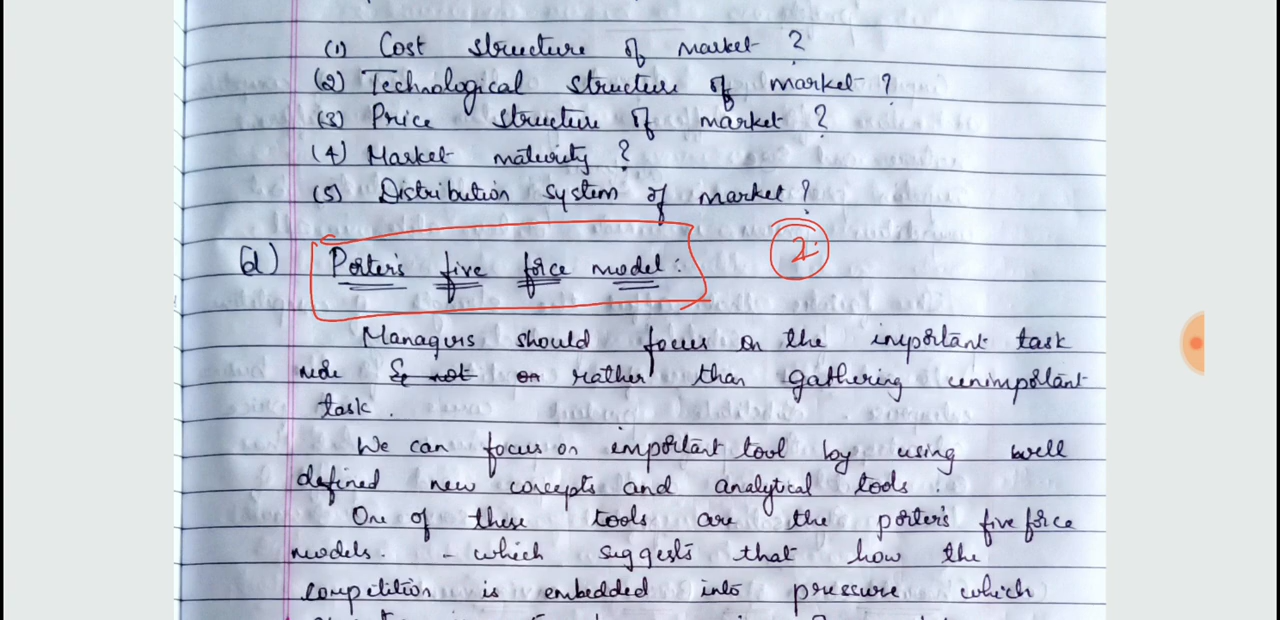 (1) Cost structure of market ?
(2) Technological structure of market ?
(3) Price structure of market ?
(4) Market maturity ?
(5) Distribution system of market ?
(d) Porter's five force model : 2
Managers should focus on the important task
rather than gathering unimportant
task .
We can focus on important tool by using well
defined new concepts and analytical tools .
One of these tools are the porter's five force
models . - which suggests that how the
competition is embedded into pressure which